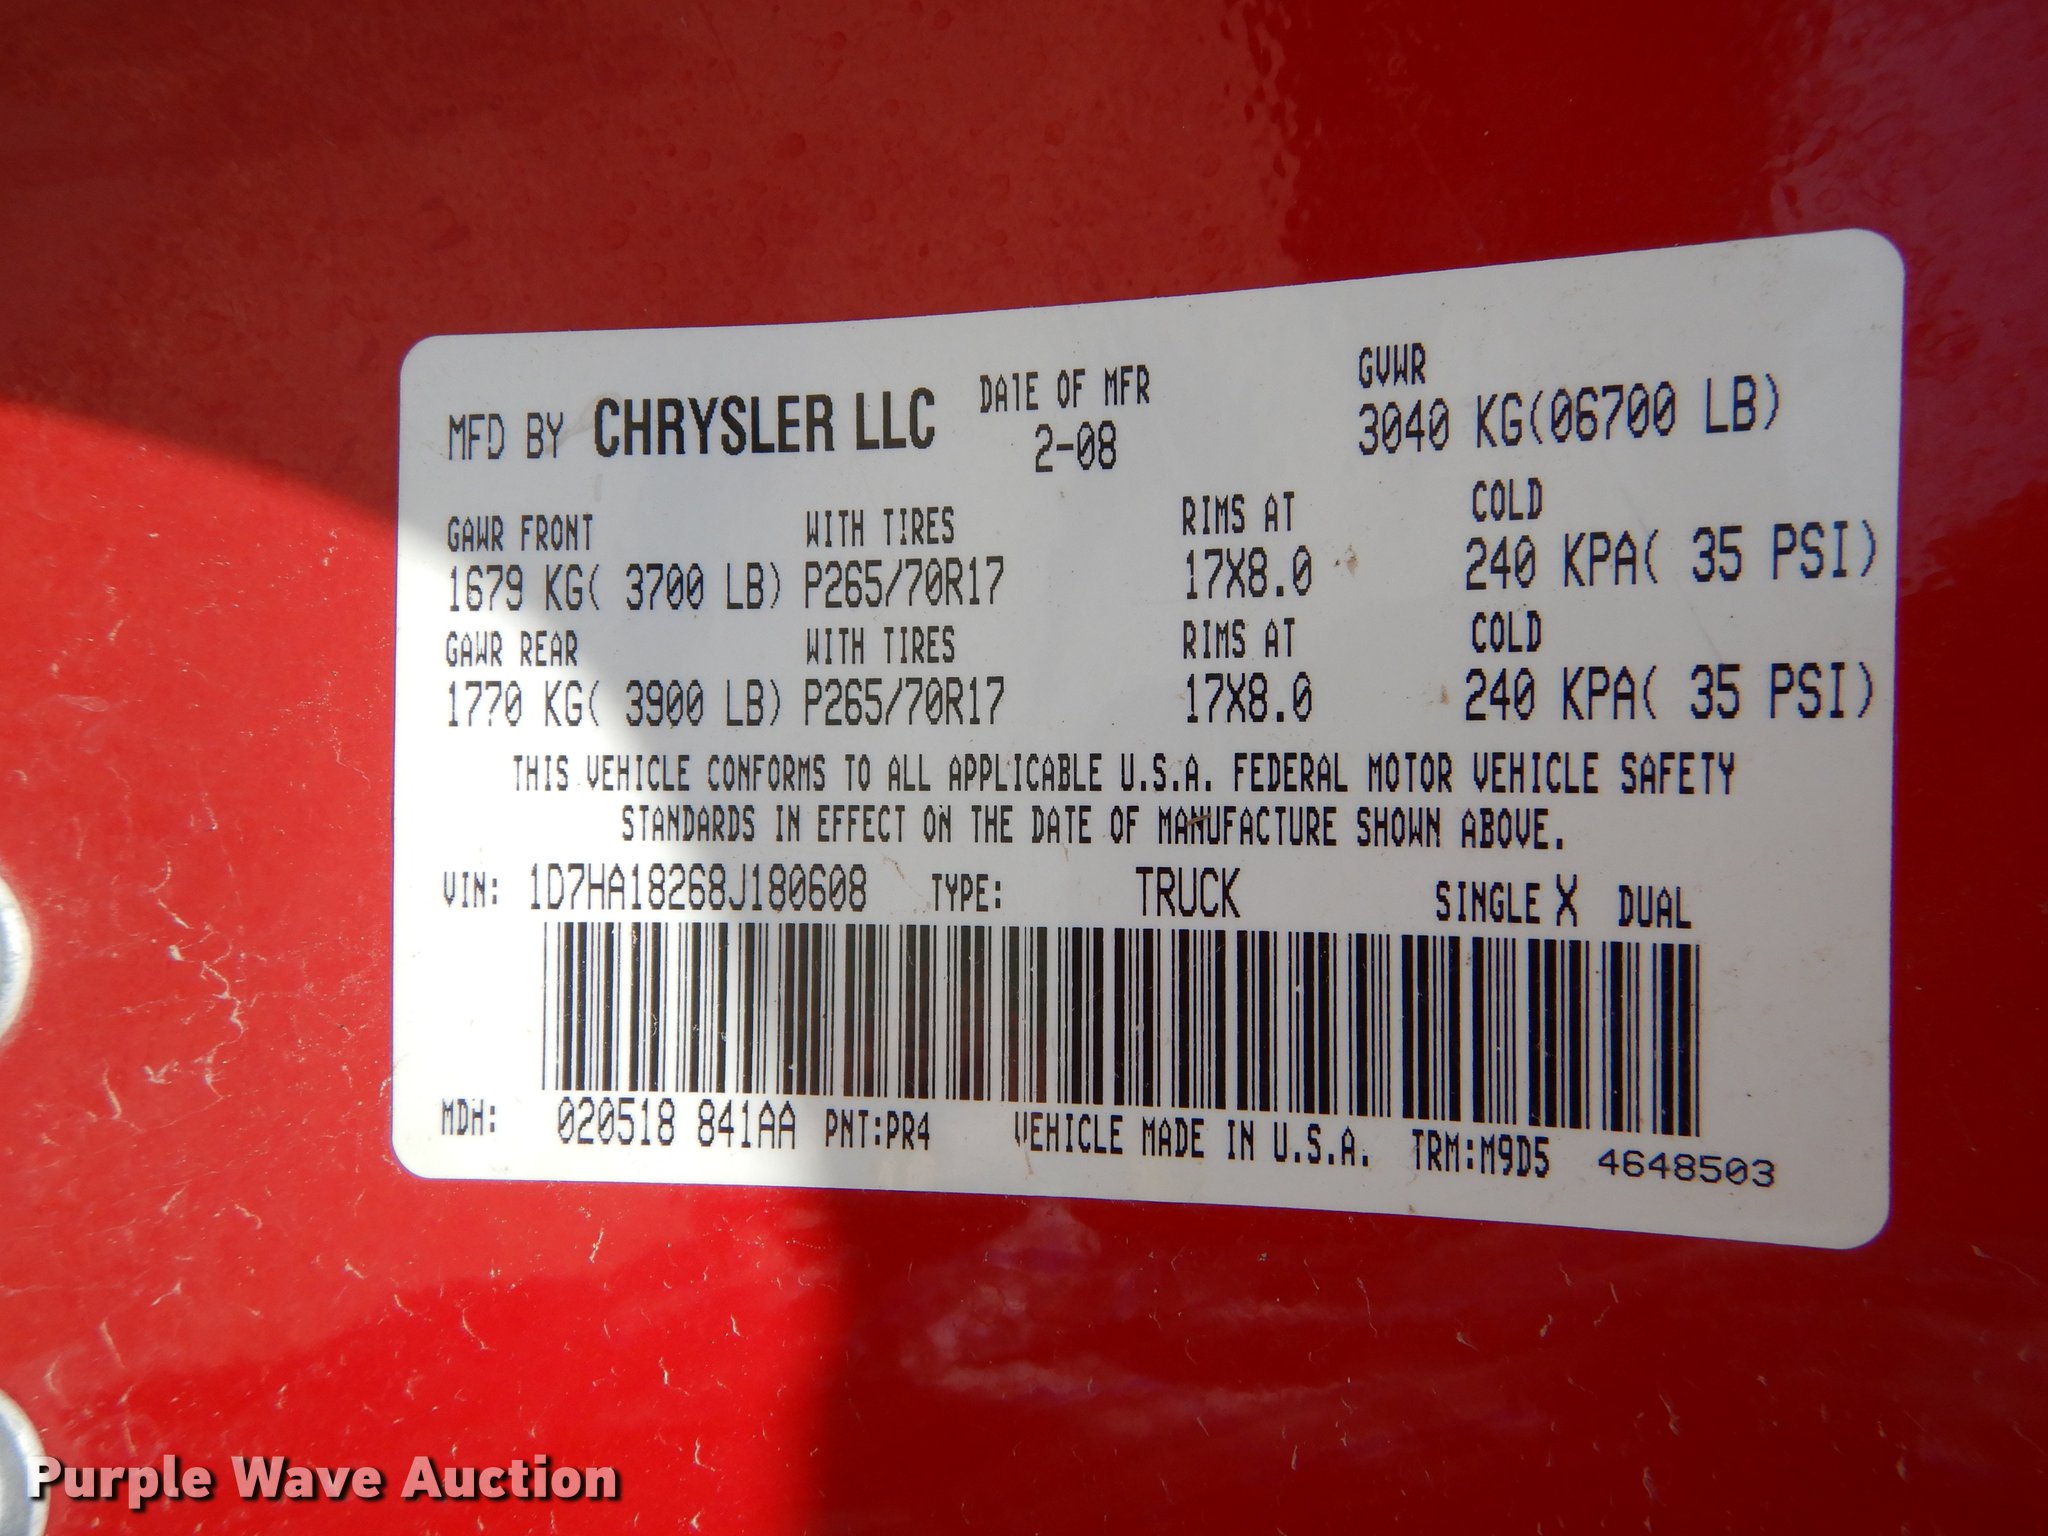 MFD BY CHRYSLER LLC DATE OF MFR GVWR
2-08 3040 KG(06700 LB)
GAWR FRONT WITH TIRES RIMS AT COLD
1679 KG( 3700 LB) P265/70R17 17X8.0 240 KPA( 35 PSI)
GAWR REAR WITH TIRES RIMS AT COLD
1770 KG( 3900 LB) P265/70R17 17X8.0 240 KPA( 35 PSI)
THIS VEHICLE CONFORMS TO ALL APPLICABLE U.S.A. FEDERAL MOTOR VEHICLE SAFETY
STANDARDS IN EFFECT ON THE DATE OF MANUFACTURE SHOWN ABOVE.
VIN: 1D7HA18268J180608 TYPE: TRUCK SINGLE X DUAL
MDH: 020518 841AA PNT:PR4 VEHICLE MADE IN U.S.A. TRM:M9D5 4648503
Purple Wave Auction